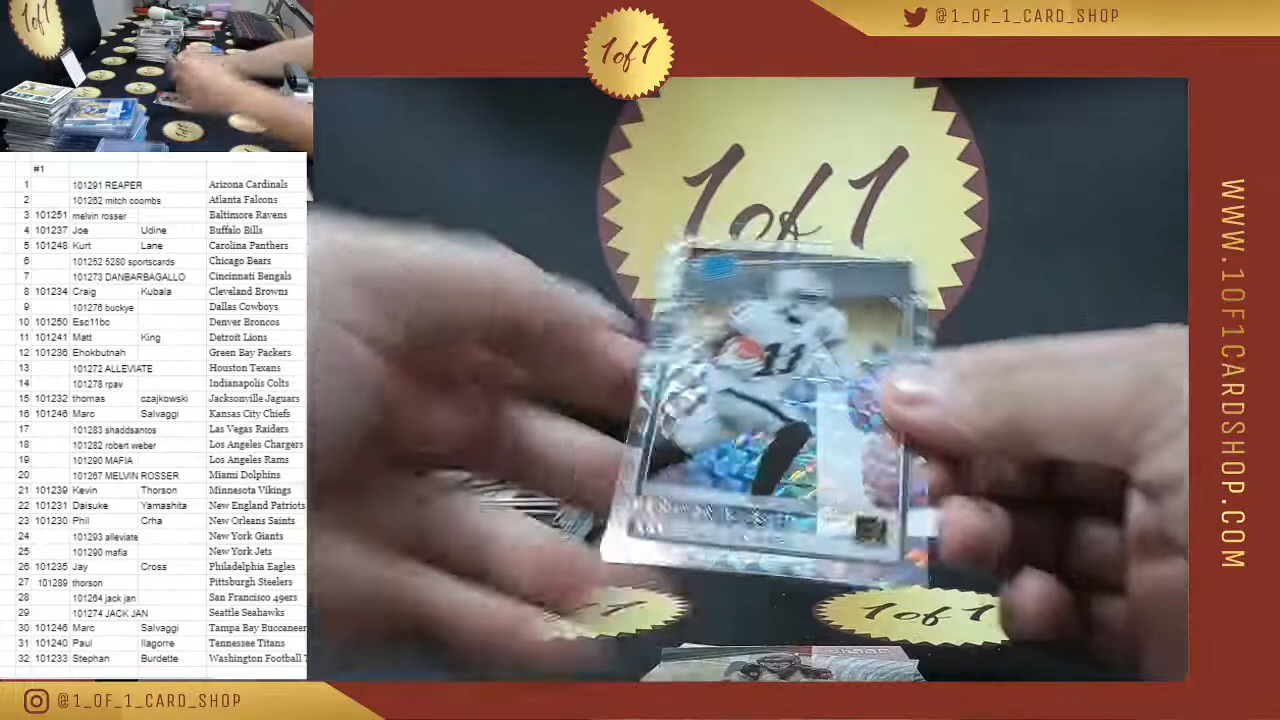 1of1
@1_OF_1_CARD_SHOP
1of1
1of1
#1
1 101291 REAPER Arizona Cardinals
2 101262 mitch coombs Atlanta Falcons
3 101251 melvin rosser Baltimore Ravens
4 101237 Joe Udine Buffalo Bills
5 101248 Kurt Lane Carolina Panthers
6 101252 5280 sportscards Chicago Bears
7 101273 DANBARBAGALLO Cincinnati Bengals
8 101234 Craig Kubala Cleveland Browns
9 101276 buckye Dallas Cowboys
10 101250 Esc11bo Denver Broncos
11 101241 Matt King Detroit Lions
12 101236 Ehokbutnah Green Bay Packers
13 101272 ALLEVIATE Houston Texans
14 101278 rpav Indianapolis Colts
15 101232 thomas czajkowski Jacksonville Jaguars
16 101246 Marc Salvaggi Kansas City Chiefs
17 101283 shaddsantos Las Vegas Raiders
18 101282 robert weber Los Angeles Chargers
19 101290 MAFIA Los Angeles Rams
20 101267 MELVIN ROSSER Miami Dolphins
21 101239 Kevin Thorson Minnesota Vikings
22 101231 Daisuke Yamashita New England Patriots
23 101230 Phil Crha New Orleans Saints
24 101293 alleviate New York Giants
25 101290 mafia New York Jets
26 101235 Jay Cross Philadelphia Eagles
27 101289 thorson Pittsburgh Steelers
28 101264 jack jan San Francisco 49ers
29 101274 JACK JAN Seattle Seahawks
30 101246 Marc Salvaggi Tampa Bay Buccaneer
31 101240 Paul Ilagorre Tennessee Titans
32 101233 Stephan Burdette Washington Football T
11
1of1
1of1
WWW.1OF1CARDSHOP.COM
@1_OF_1_CARD_SHOP